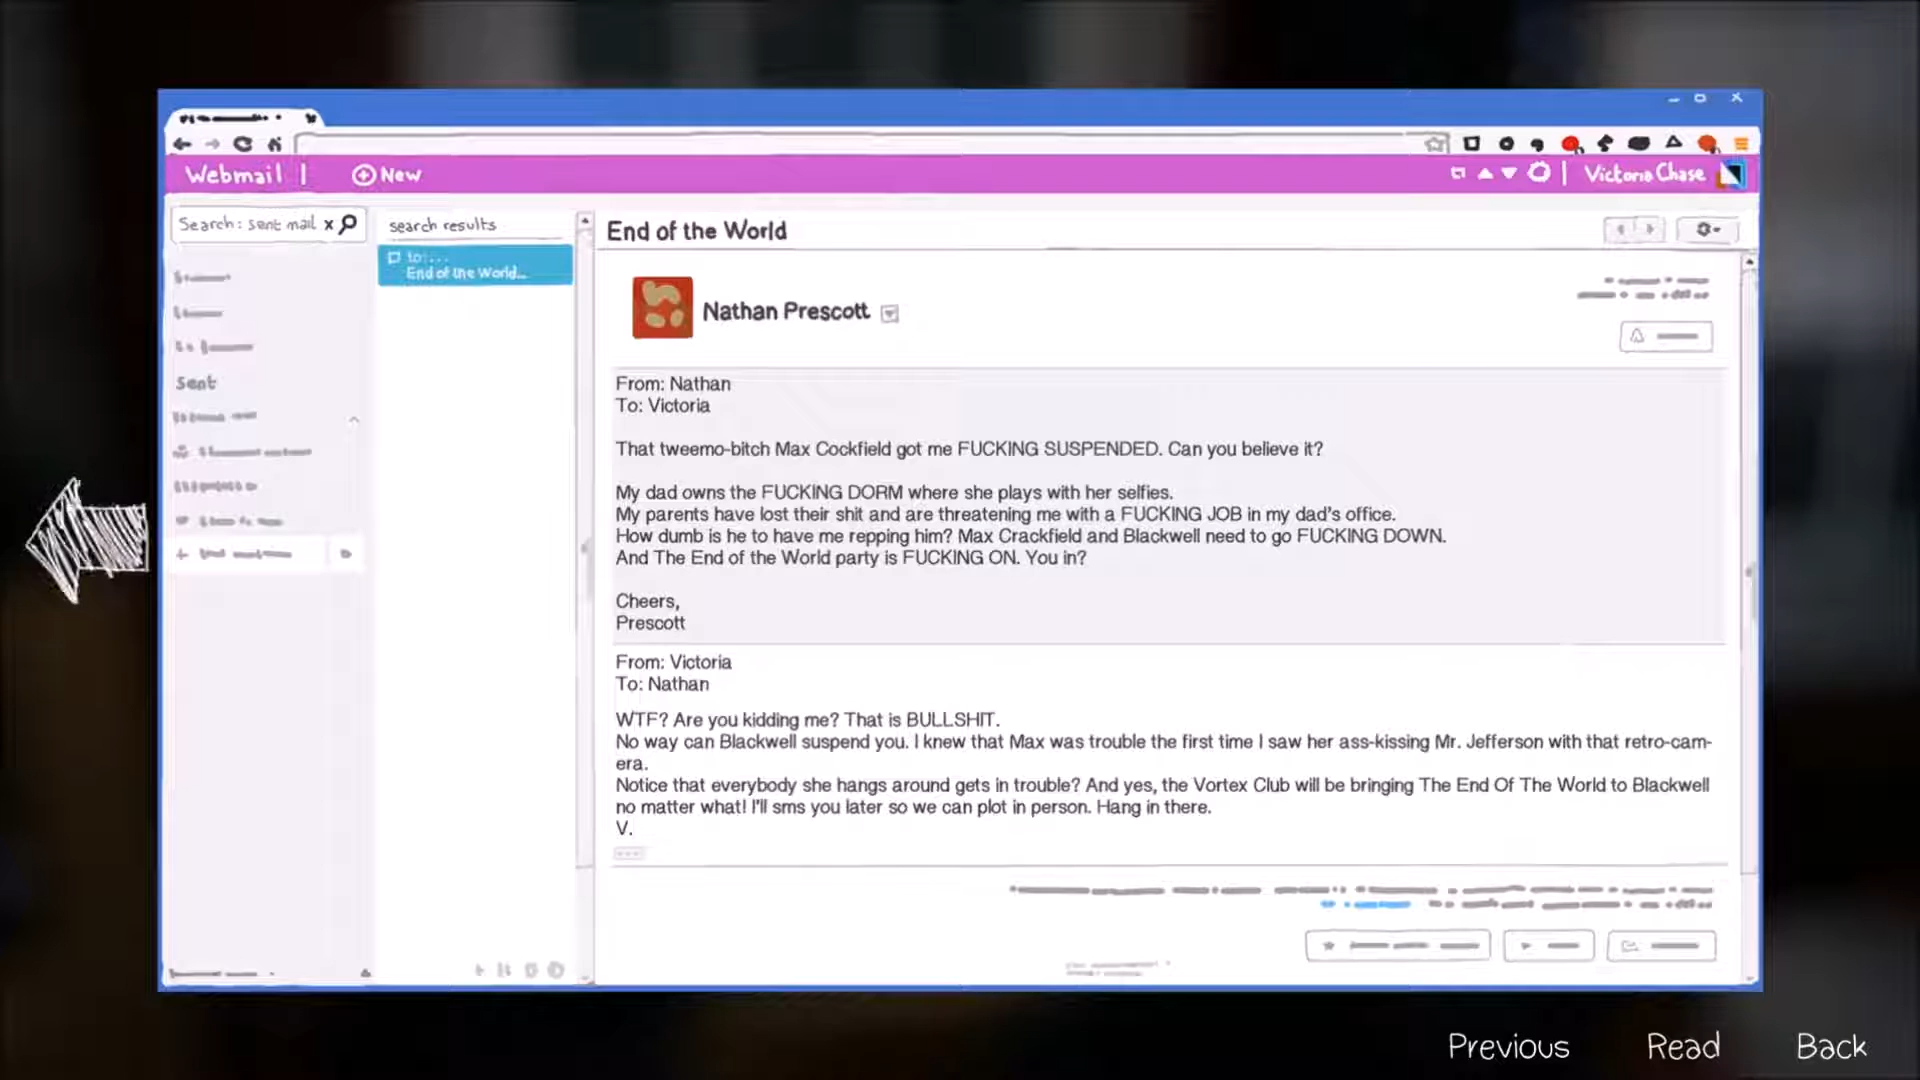 Webmail |
New
Victoria Chase
Search: sent mail x
search results
End of the World
to:...
End of the World...
Nathan Prescott
Sent
From: Nathan
To: Victoria
That tweemo-bitch Max Cockfield got me FUCKING SUSPENDED. Can you believe it?
My dad owns the FUCKING DORM where she plays with her selfies.
My parents have lost their shit and are threatening me with a FUCKING JOB in my dad's office.
How dumb is he to have me repping him? Max Crackfield and Blackwell need to go FUCKING DOWN.
And The End of the World party is FUCKING ON. You in?
Cheers,
Prescott
From: Victoria
To: Nathan
WTF? Are you kidding me? That is BULLSHIT.
No way can Blackwell suspend you. I knew that Max was trouble the first time I saw her ass-kissing Mr. Jefferson with that retro-cam-
era.
Notice that everybody she hangs around gets in trouble? And yes, the Vortex Club will be bringing The End Of The World to Blackwell
no matter what! I'll sms you later so we can plot in person. Hang in there.
V.
Previous
Read
Back